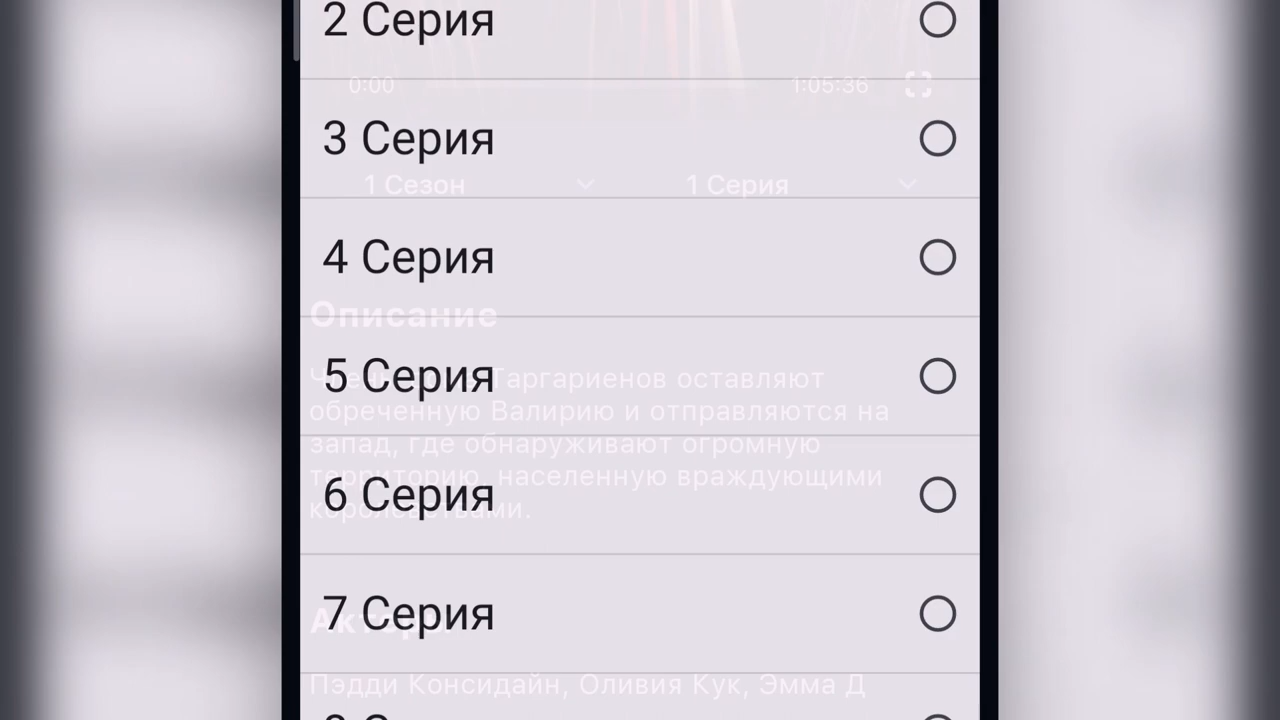 2 Серия
0:00 1:05:36
3 Серия
1 Сезон 1 Серия
4 Серия
Описание
5 Серия
Таргариенов оставляют
обреченную Валирию и отправляются на
запад, где обнаруживают огромную
территорию, населенную враждующими
6 Серия
королевствами.
7 Серия
Пэдди Консидайн, Оливия Кук, Эмма Д